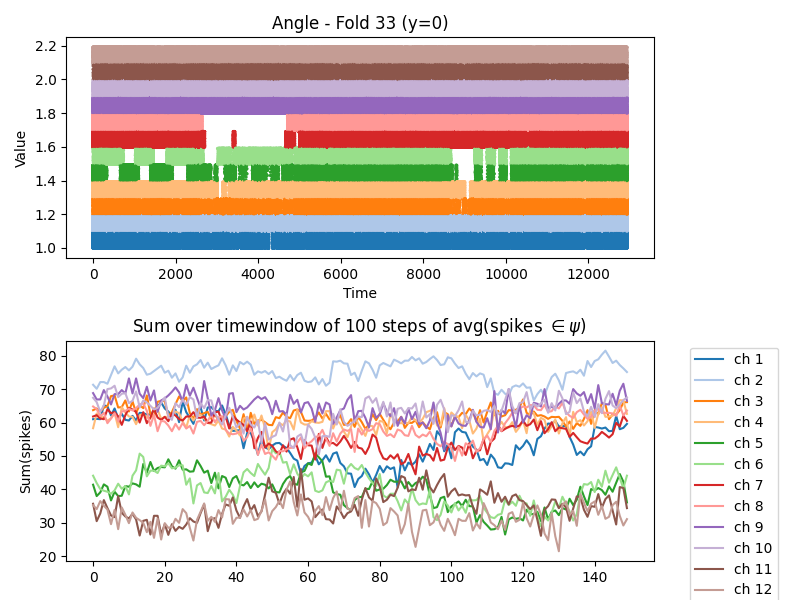 Angle - Fold 33 (y=0)
Value
2.2
2.0
1.8
1.6
1.4
1.2
1.0
0 2000 4000 6000 8000 10000 12000
Time
Sum over timewindow of 100 steps of avg(spikes ∈ψ)
Sum(spikes)
80
70
60
50
40
30
20
0 20 40 60 80 100 120 140
ch 1
ch 2
ch 3
ch 4
ch 5
ch 6
ch 7
ch 8
ch 9
ch 10
ch 11
ch 12